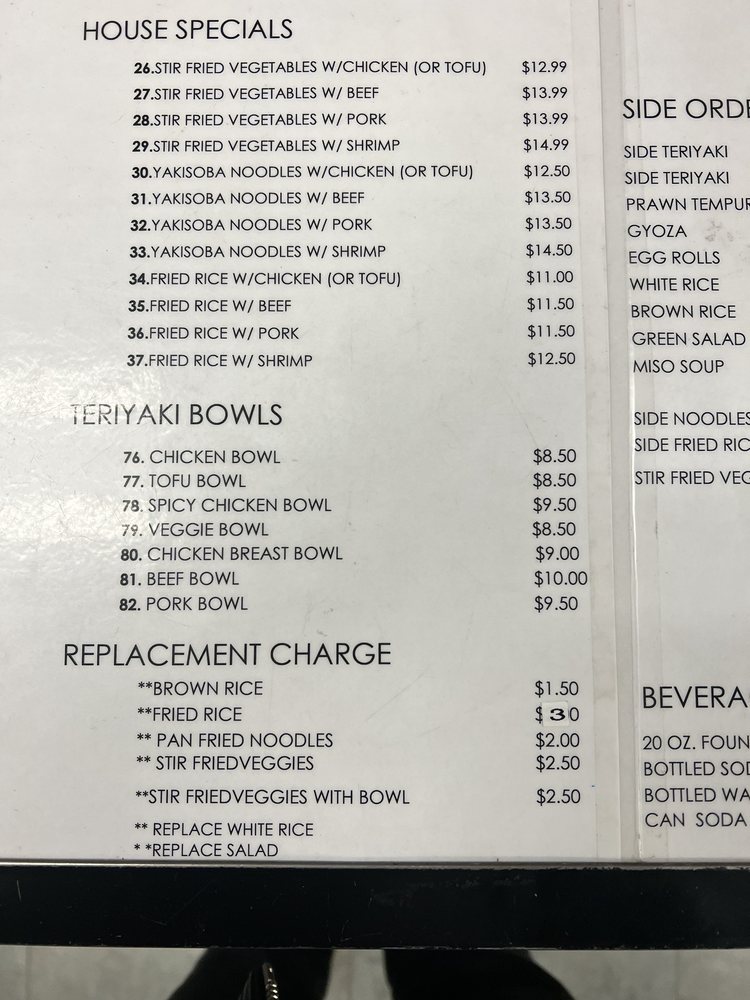 HOUSE SPECIALS
26.STIR FRIED VEGETABLES W/CHICKEN (OR TOFU) $12.99
27.STIR FRIED VEGETABLES W/ BEEF $13.99
28.STIR FRIED VEGETABLES W/ PORK $13.99
29.STIR FRIED VEGETABLES W/ SHRIMP $14.99
30.YAKISOBA NOODLES W/CHICKEN (OR TOFU) $12.50
31.YAKISOBA NOODLES W/ BEEF $13.50
32.YAKISOBA NOODLES W/ PORK $13.50
33.YAKISOBA NOODLES W/ SHRIMP $14.50
34.FRIED RICE W/CHICKEN (OR TOFU) $11.00
35.FRIED RICE W/ BEEF $11.50
36.FRIED RICE W/ PORK $11.50
37.FRIED RICE W/ SHRIMP $12.50
TERIYAKI BOWLS
76. CHICKEN BOWL $8.50
77. TOFU BOWL $8.50
78. SPICY CHICKEN BOWL $9.50
79. VEGGIE BOWL $8.50
80. CHICKEN BREAST BOWL $9.00
81. BEEF BOWL $10.00
82. PORK BOWL $9.50
REPLACEMENT CHARGE
**BROWN RICE $1.50
**FRIED RICE $ 3 0
** PAN FRIED NOODLES $2.00
** STIR FRIEDVEGGIES $2.50
**STIR FRIEDVEGGIES WITH BOWL $2.50
** REPLACE WHITE RICE
* *REPLACE SALAD
SIDE ORDE
SIDE TERIYAKI
SIDE TERIYAKI
PRAWN TEMPUR
GYOZA
EGG ROLLS
WHITE RICE
BROWN RICE
GREEN SALAD
MISO SOUP
SIDE NOODLES
SIDE FRIED RIC
STIR FRIED VEG
BEVERA
20 OZ. FOUN
BOTTLED SOD
BOTTLED WA
CAN SODA